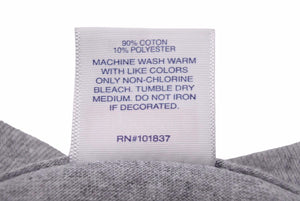 90% COTTON
10% POLYESTER
MACHINE WASH WARM
WITH LIKE COLORS
ONLY NON-CHLORINE
BLEACH. TUMBLE DRY
MEDIUM. DO NOT IRON
IF DECORATED.
RN#101837